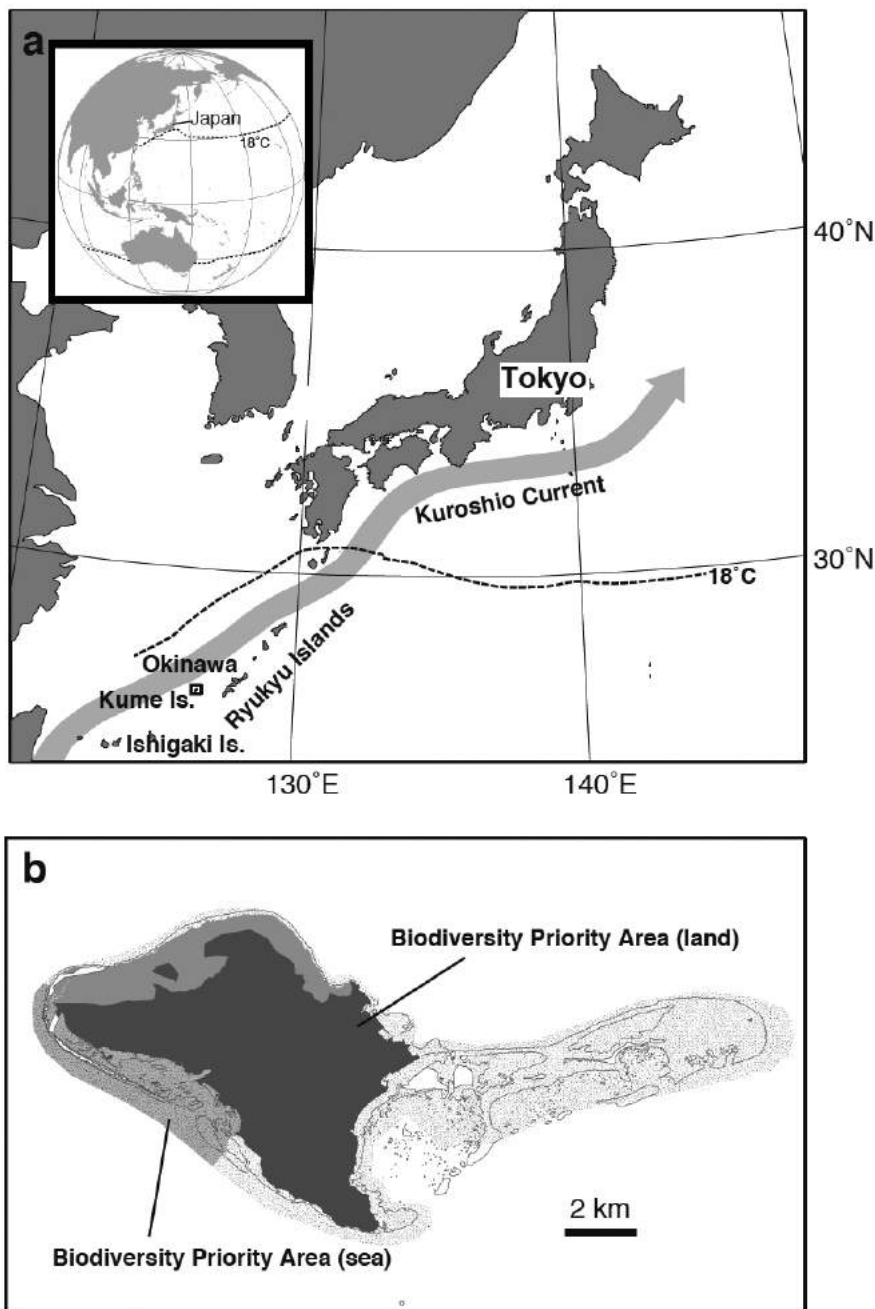 a
Japan
18°C
40°N
Tokyo
Kuroshio Current
30°N
18°C
Okinawa
Ryukyu Islands
Kume Is.
Ishigaki Is.
130°E
140°E
b
Biodiversity Priority Area (land)
2 km
Biodiversity Priority Area (sea)